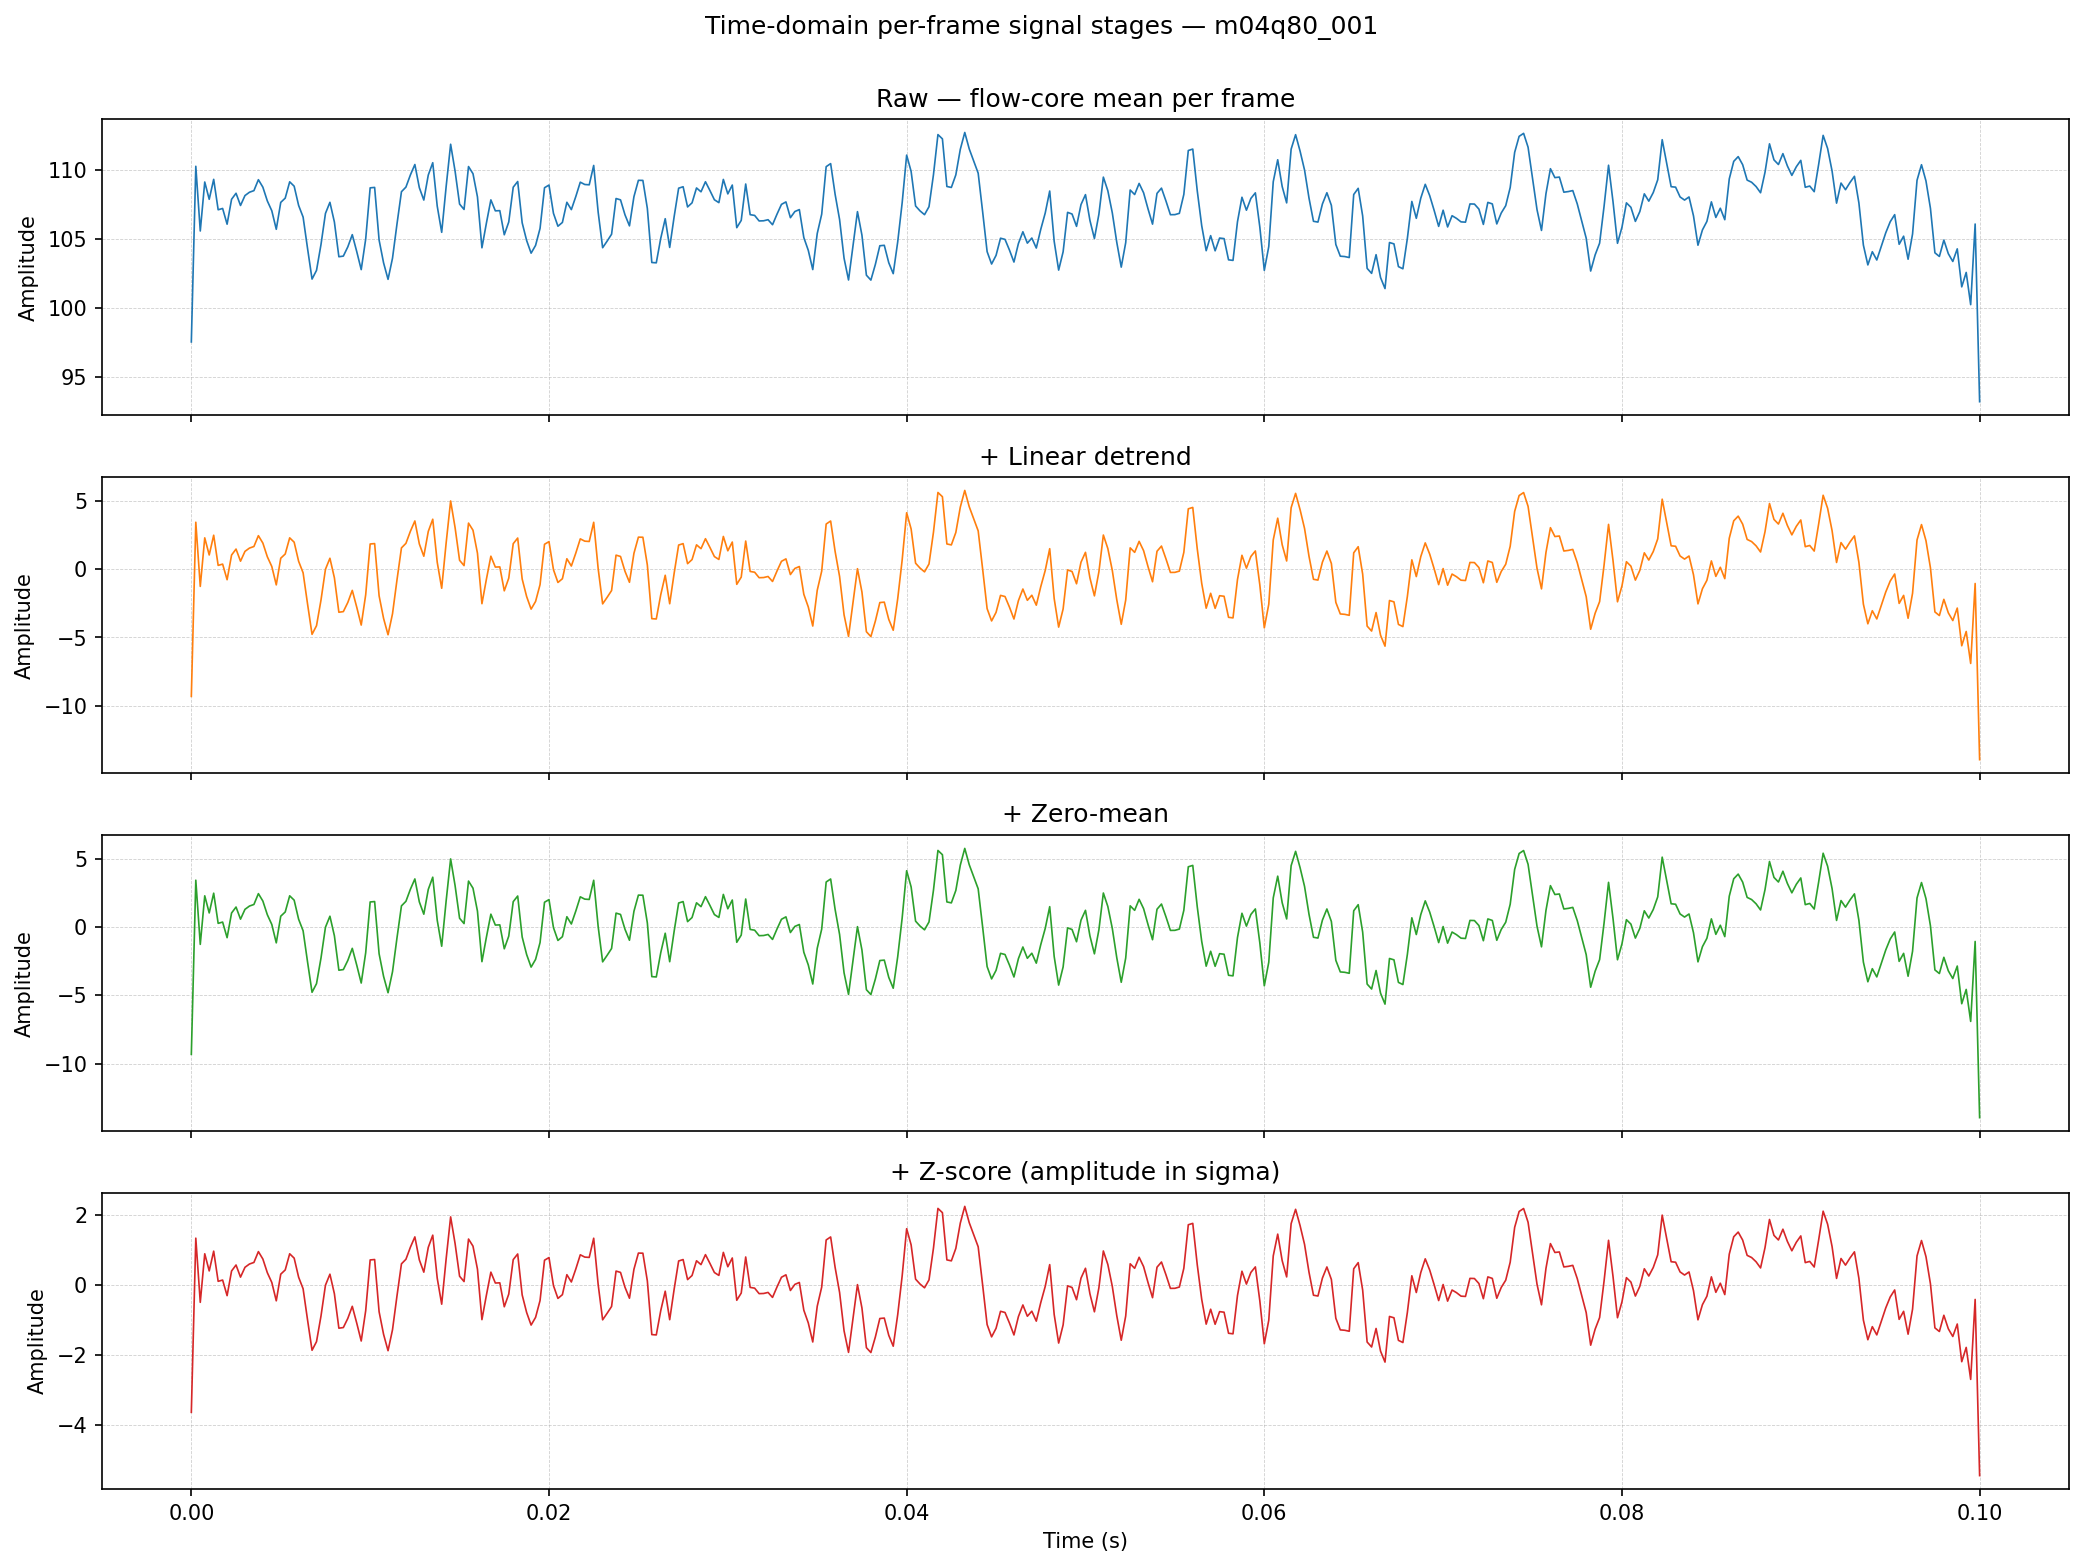 Time-domain per-frame signal stages — m04q80_001
Raw — flow-core mean per frame
Amplitude
110
105
100
95
+ Linear detrend
Amplitude
5
0
−5
−10
+ Zero-mean
Amplitude
5
0
−5
−10
+ Z-score (amplitude in sigma)
Amplitude
2
0
−2
−4
0.00 0.02 0.04 0.06 0.08 0.10
Time (s)